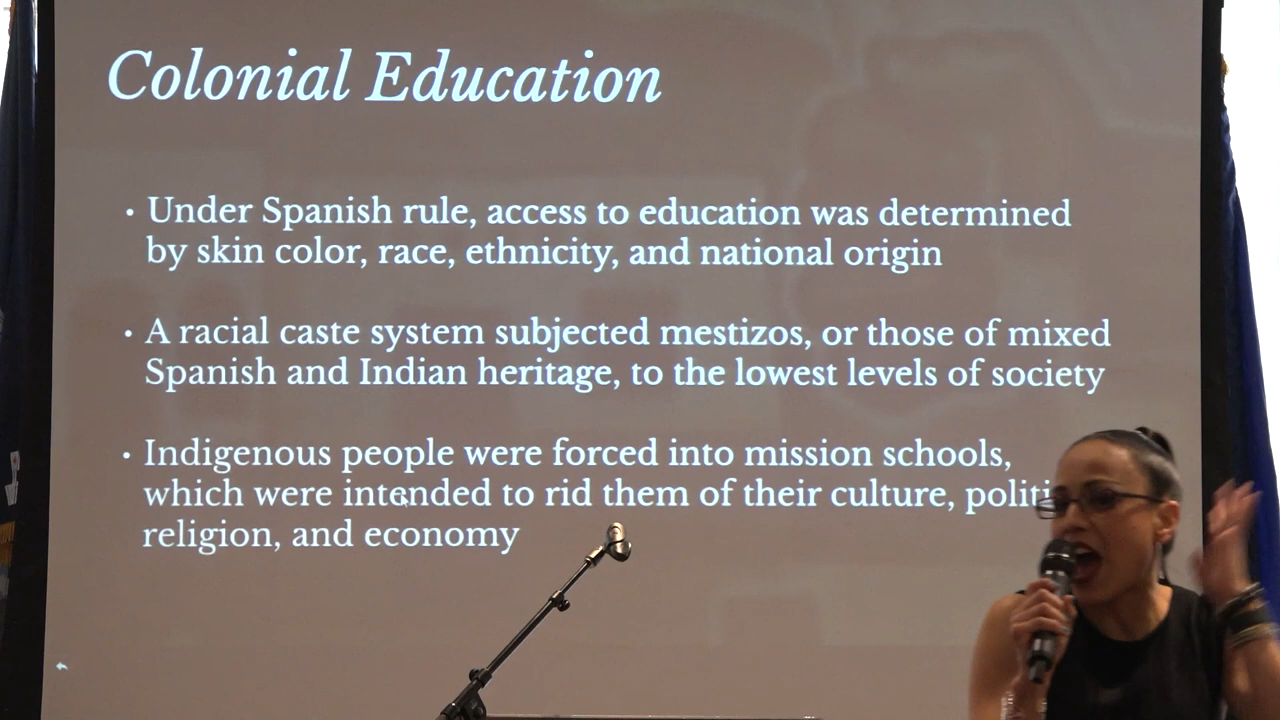 Colonial Education
• Under Spanish rule, access to education was determined
by skin color, race, ethnicity, and national origin
• A racial caste system subjected mestizos, or those of mixed
Spanish and Indian heritage, to the lowest levels of society
• Indigenous people were forced into mission schools,
which were intended to rid them of their culture,
religion, and economy